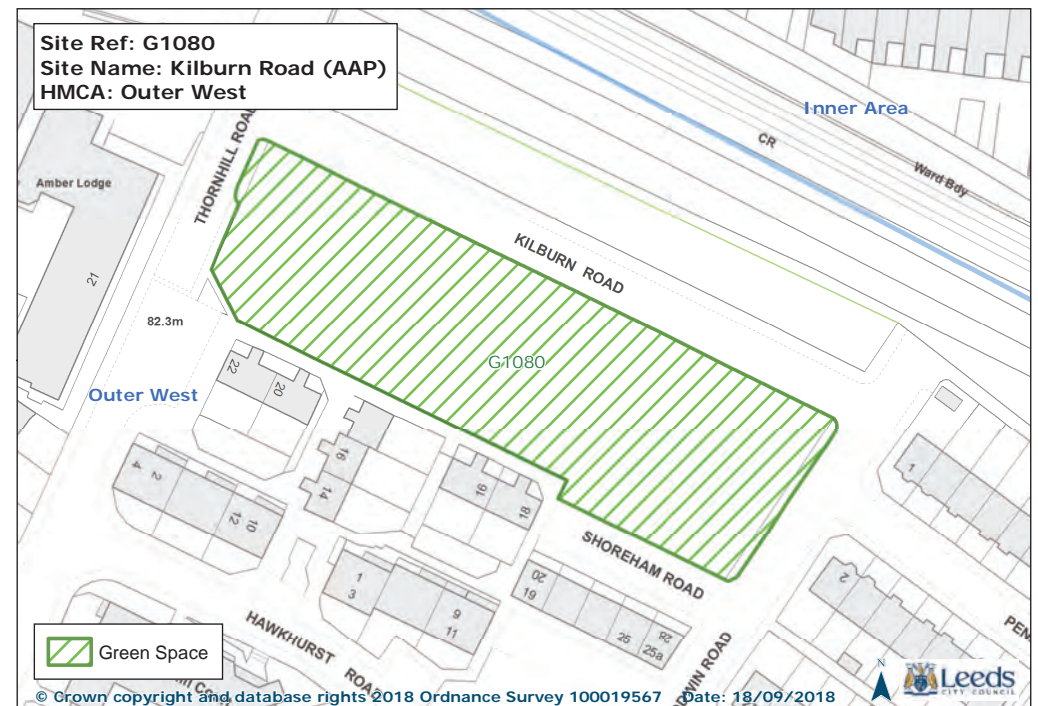 Site Ref: G1080
Site Name: Kilburn Road (AAP)
HMCA: Outer West
Inner Area
CR
Ward Bdy
THORNHILL ROAD
Amber Lodge
21
KILBURN ROAD
82.3m
G1080
Outer West
22
20
16
14
16
18
4
2
12
10
1
1
3
9
11
SHOREHAM ROAD
20
19
25
28
25a
2
HAWKHURST ROAD
Green Space
N
Leeds
CITY COUNCIL
© Crown copyright and database rights 2018 Ordnance Survey 100019567 Date: 18/09/2018